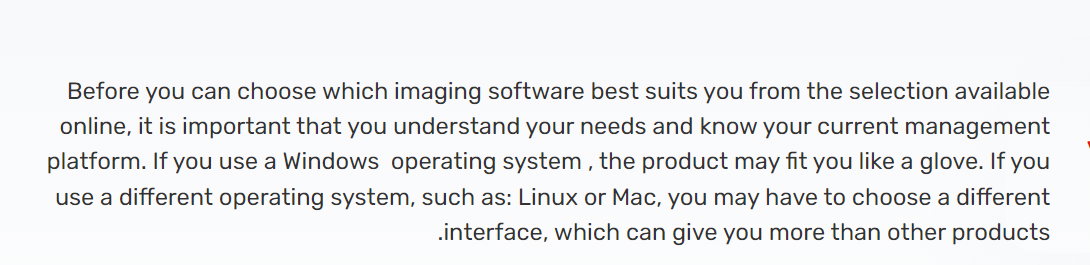 Before you can choose which imaging software best suits you from the selection available
online, it is important that you understand your needs and know your current management
platform. If you use a Windows  operating system , the product may fit you like a glove. If you
use a different operating system, such as: Linux or Mac, you may have to choose a different
.interface, which can give you more than other products